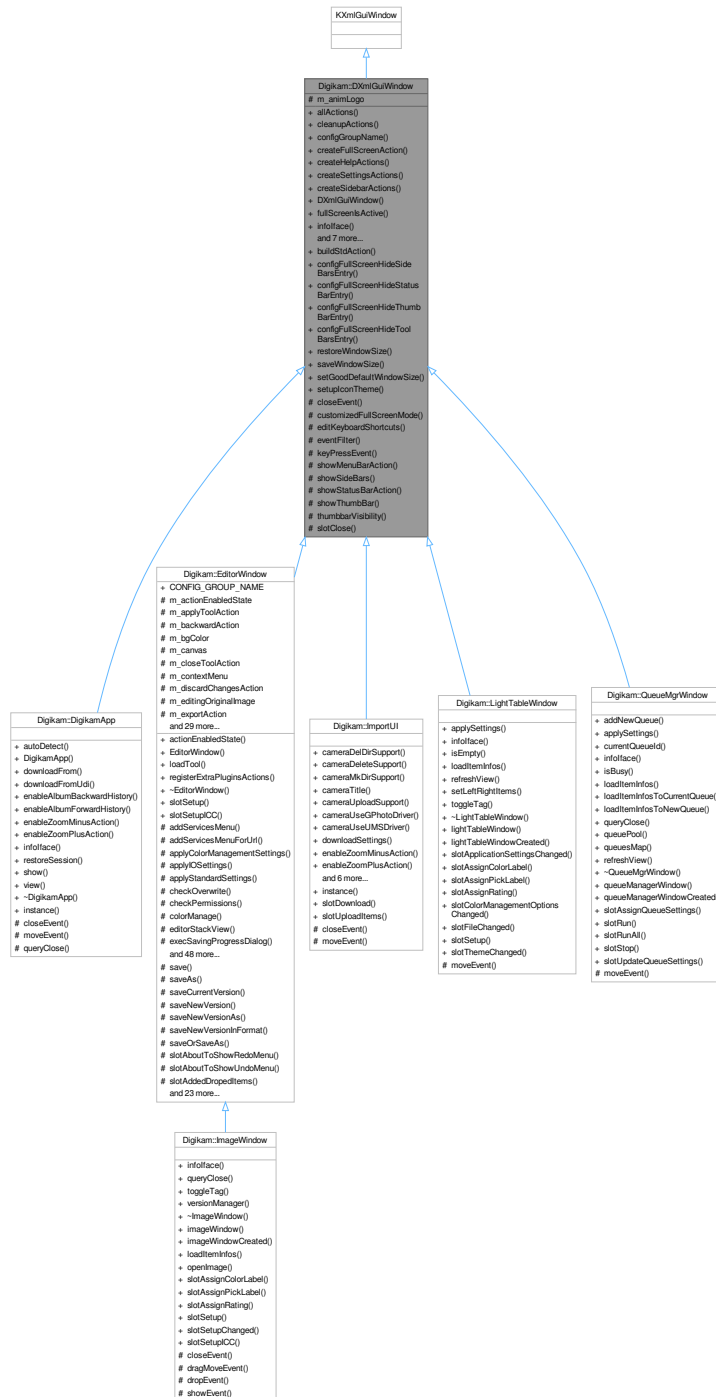 KXmlGuiWindow
Digikam::DXmlGuiWindow
# m_animLogo
+ allActions()
+ cleanupActions()
+ configGroupName()
+ createFullScreenAction()
+ createHelpActions()
+ createSettingsActions()
+ createSidebarActions()
+ DXmlGuiWindow()
+ fullScreenIsActive()
+ infoIface()
and 7 more...
+ buildStdAction()
+ configFullScreenHideSide
BarsEntry()
+ configFullScreenHideStatus
BarEntry()
+ configFullScreenHideThumb
BarEntry()
+ configFullScreenHideTool
BarsEntry()
+ restoreWindowSize()
+ saveWindowSize()
+ setGoodDefaultWindowSize()
+ setupIconTheme()
# closeEvent()
# customizedFullScreenMode()
# editKeyboardShortcuts()
# eventFilter()
# keyPressEvent()
# showMenuBarAction()
# showSideBars()
# showStatusBarAction()
# showThumbBar()
# thumbbarVisibility()
# slotClose()
Digikam::DigikamApp
+ autoDetect()
+ DigikamApp()
+ downloadFrom()
+ downloadFromUdi()
+ enableAlbumBackwardHistory()
+ enableAlbumForwardHistory()
+ enableZoomMinusAction()
+ enableZoomPlusAction()
+ infoIface()
+ restoreSession()
+ show()
+ view()
+ ~DigikamApp()
+ instance()
# closeEvent()
# moveEvent()
# queryClose()
Digikam::EditorWindow
+ CONFIG_GROUP_NAME
# m_actionEnabledState
# m_applyToolAction
# m_backwardAction
# m_bgColor
# m_canvas
# m_closeToolAction
# m_contextMenu
# m_discardChangesAction
# m_editingOriginalImage
# m_exportAction
and 29 more...
+ actionEnabledState()
+ EditorWindow()
+ loadTool()
+ registerExtraPluginsActions()
+ ~EditorWindow()
+ slotSetup()
+ slotSetupICC()
# addServicesMenu()
# addServicesMenuForUrl()
# applyColorManagementSettings()
# applyIOSettings()
# applyStandardSettings()
# checkOverwrite()
# checkPermissions()
# colorManage()
# editorStackView()
# execSavingProgressDialog()
and 48 more...
# save()
# saveAs()
# saveCurrentVersion()
# saveNewVersion()
# saveNewVersionAs()
# saveNewVersionInFormat()
# saveOrSaveAs()
# slotAboutToShowRedoMenu()
# slotAboutToShowUndoMenu()
# slotAddedDropedItems()
and 23 more...
Digikam::ImportUI
+ cameraDelDirSupport()
+ cameraDeleteSupport()
+ cameraMkDirSupport()
+ cameraTitle()
+ cameraUploadSupport()
+ cameraUseGPhotoDriver()
+ cameraUseUMSDriver()
+ downloadSettings()
+ enableZoomMinusAction()
+ enableZoomPlusAction()
and 6 more...
+ instance()
+ slotDownload()
+ slotUploadItems()
# closeEvent()
# moveEvent()
Digikam::LightTableWindow
+ applySettings()
+ infoIface()
+ isEmpty()
+ loadItemInfos()
+ refreshView()
+ setLeftRightItems()
+ toggleTag()
+ ~LightTableWindow()
+ lightTableWindow()
+ lightTableWindowCreated()
+ slotApplicationSettingsChanged()
+ slotAssignColorLabel()
+ slotAssignPickLabel()
+ slotAssignRating()
+ slotColorManagementOptions
Changed()
+ slotFileChanged()
+ slotSetup()
+ slotThemeChanged()
# moveEvent()
Digikam::QueueMgrWindow
+ addNewQueue()
+ applySettings()
+ currentQueueId()
+ infoIface()
+ isBusy()
+ loadItemInfos()
+ loadItemInfosToCurrentQueue()
+ loadItemInfosToNewQueue()
+ queryClose()
+ queuePool()
+ queuesMap()
+ refreshView()
+ ~QueueMgrWindow()
+ queueManagerWindow()
+ queueManagerWindowCreated
+ slotAssignQueueSettings()
+ slotRun()
+ slotRunAll()
+ slotStop()
+ slotUpdateQueueSettings()
# moveEvent()
Digikam::ImageWindow
+ infoIface()
+ queryClose()
+ toggleTag()
+ versionManager()
+ ~ImageWindow()
+ imageWindow()
+ imageWindowCreated()
+ loadItemInfos()
+ openImage()
+ slotAssignColorLabel()
+ slotAssignPickLabel()
+ slotAssignRating()
+ slotSetup()
+ slotSetupChanged()
+ slotSetupICC()
# closeEvent()
# dragMoveEvent()
# dropEvent()
# showEvent()